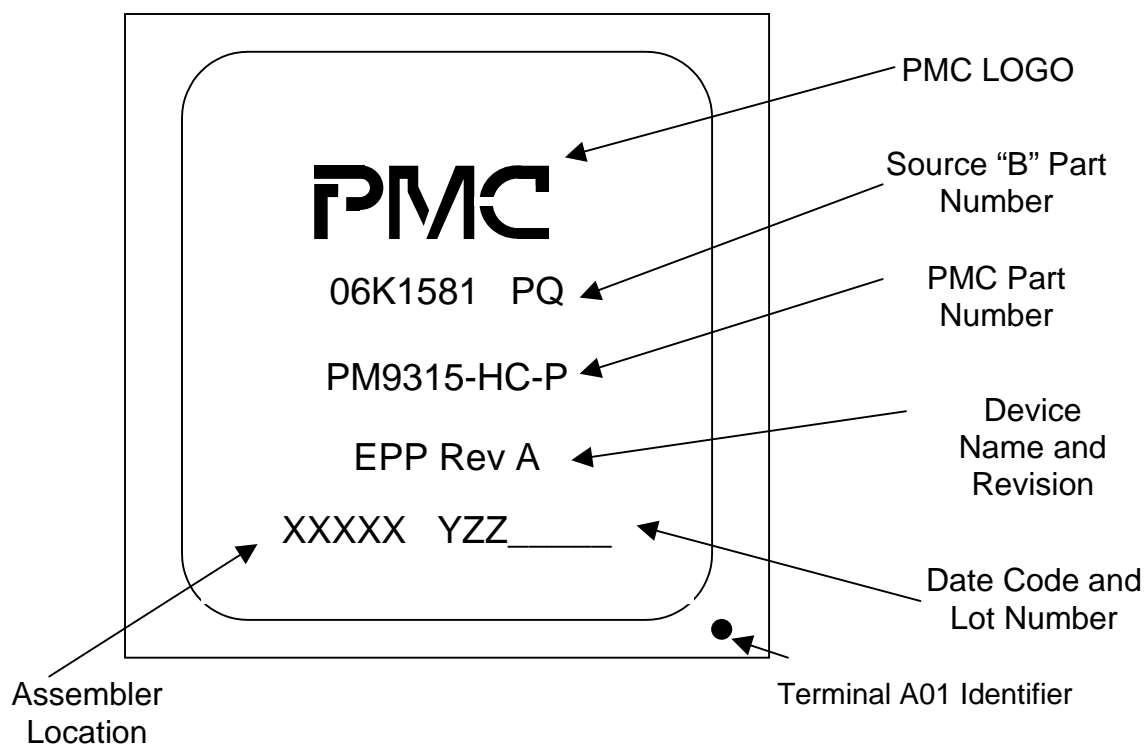 PMC LOGO
PMC
Source “B” Part
Number
06K1581 PQ
PMC Part
Number
PM9315-HC-P
Device
Name and
Revision
EPP Rev A
XXXXX YZZ_____
Date Code and
Lot Number
Assembler
Location
Terminal A01 Identifier